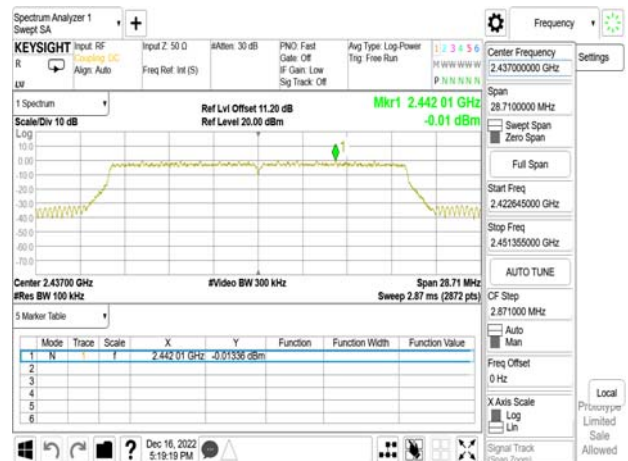 Spectrum Analyzer 1
Swept SA
+
Frequency
KEYSIGHT
R
Input: RF
Coupling: DC
Align: Auto
Input Z: 50 Ω
Freq Ref: Int (S)
#Atten: 30 dB
PNO: Fast
Gate: Off
IF Gain: Low
Sig Track: Off
Avg Type: Log-Power
Trig: Free Run
1 2 3 4 5 6
M W W W W W
P N N N N N
Center Frequency
2.437000000 GHz
Settings
Span
28.7100000 MHz
Swept Span
Zero Span
Full Span
Start Freq
2.422645000 GHz
Stop Freq
2.451355000 GHz
AUTO TUNE
CF Step
2.871000 MHz
Auto
Man
Freq Offset
0 Hz
X Axis Scale
Log
Lin
Signal Track
(Span Zoom)
Local
Prototype
Limited
Sale
Allowed
1 Spectrum
Scale/Div 10 dB
Ref Lvl Offset 11.20 dB
Ref Level 20.00 dBm
Mkr1 2.442 01 GHz
-0.01 dBm
Log
10.0
0.00
-10.0
-20.0
-30.0
-40.0
-50.0
-60.0
-70.0
1
Center 2.43700 GHz
#Res BW 100 kHz
#Video BW 300 kHz
Span 28.71 MHz
Sweep 2.87 ms (2872 pts)
5 Marker Table
Mode Trace Scale X Y Function Function Width Function Value
1 N 1 f 2.442 01 GHz -0.01336 dBm
2
3
4
5
6
?
Dec 16, 2022
5:19:19 PM